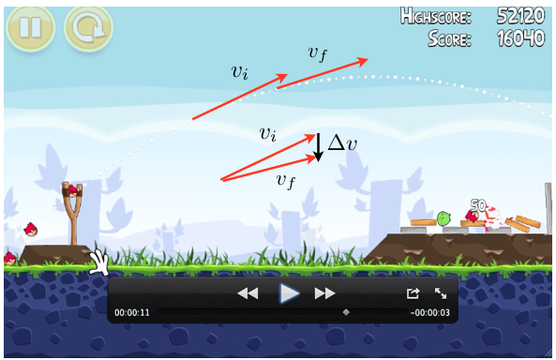 HIGHSCORE: 52120
SCORE: 16040
v_f
v_i
v_i
Δv
v_f
50
00:00:11
-00:00:03